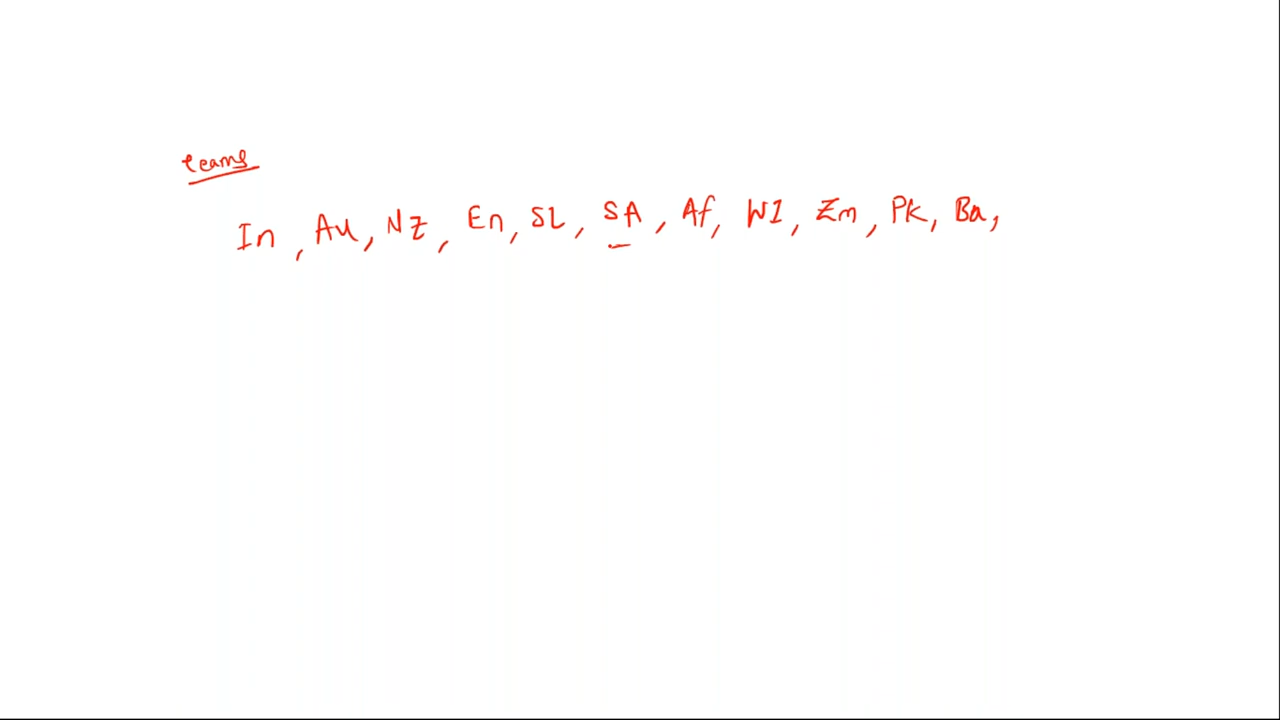 teams
In, Au, NZ, En, SL, SA, Af, WI, Zm, PK, Ba,